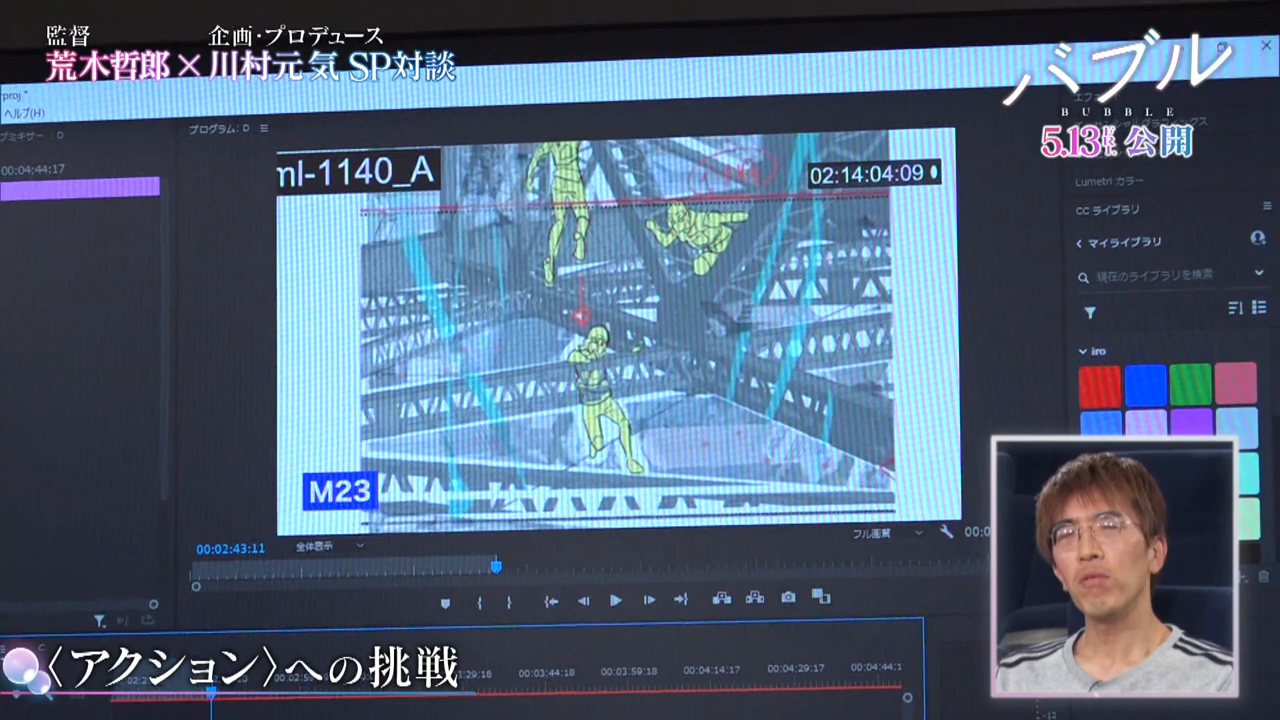 監督 企画・プロデュース
荒木哲郎×川村元気 SP対談
バブル
BUBBLE
5.13 公開
proj *
ヘルプ(H)
プログラム: D
00:04:44:17
ml-1140_A
02:14:04:09
Lumetri カラー
CC ライブラリ
マイライブラリ
現在のライブラリを検索
iro
M23
00:02:43:11
全体表示
フル画質
〈アクション〉への挑戦
00:03:44:18
00:03:59:18
00:04:14:17
00:04:29:17
00:04:44:1